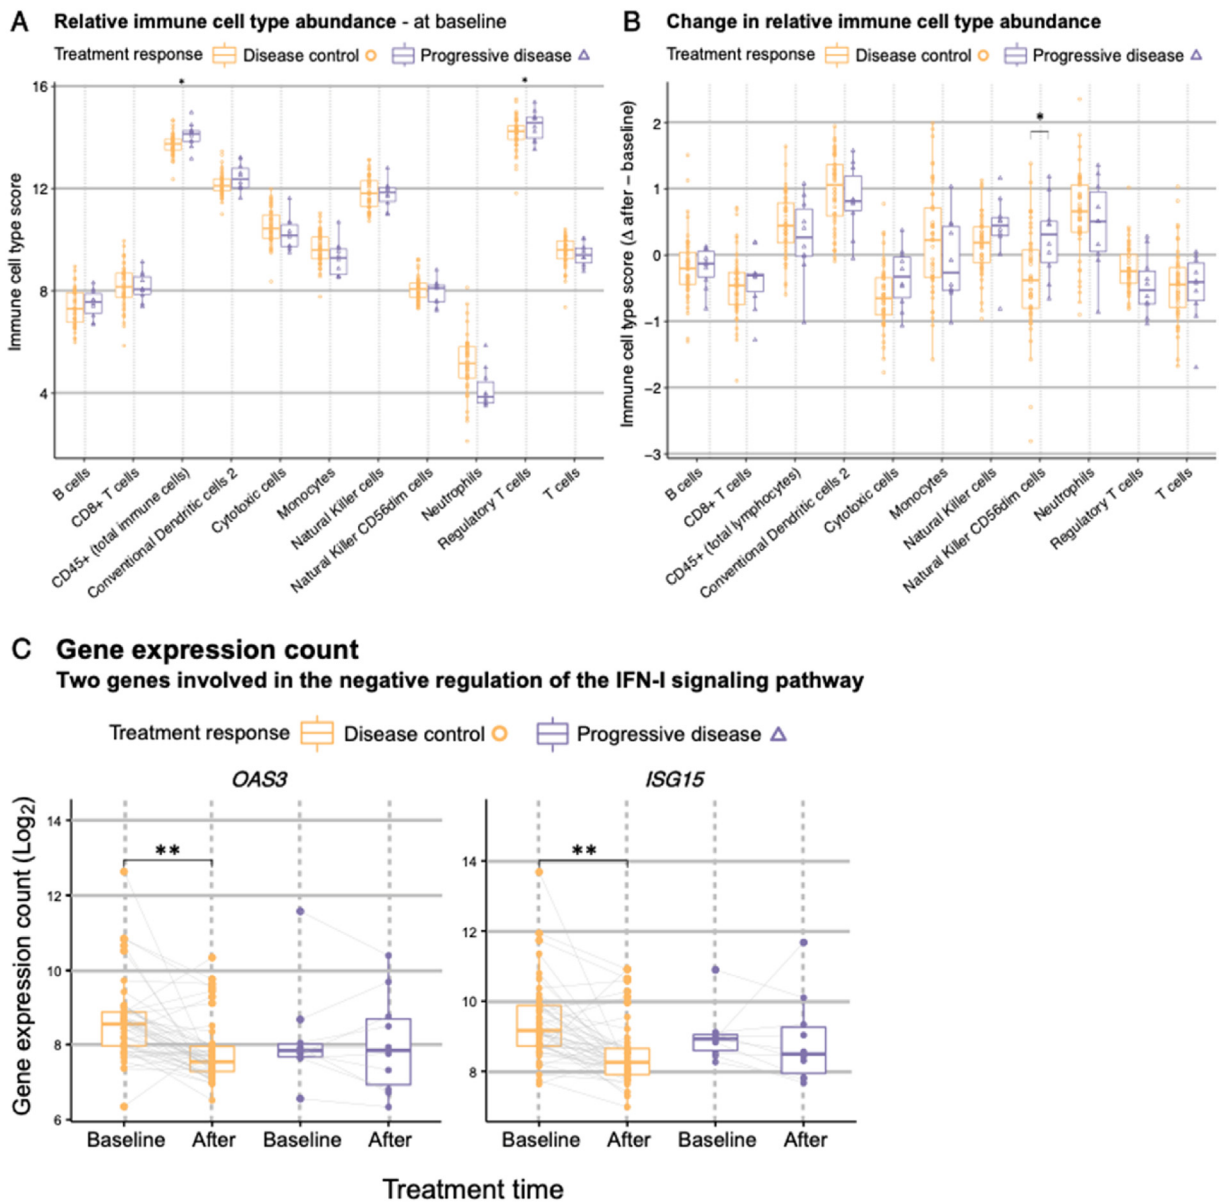 A Relative immune cell type abundance - at baseline
Treatment response Disease control Progressive disease
Immune cell type score
16
12
8
4
*
*
B cells
CD8+ T cells
CD45+ (total immune cells)
Conventional Dendritic cells 2
Cytotoxic cells
Monocytes
Natural Killer cells
Natural Killer CD56dim cells
Neutrophils
Regulatory T cells
T cells
B Change in relative immune cell type abundance
Treatment response Disease control Progressive disease
Immune cell type score (Δ after − baseline)
2
1
0
−1
−2
−3
*
B cells
CD8+ T cells
CD45+ (total lymphocytes)
Conventional Dendritic cells 2
Cytotoxic cells
Monocytes
Natural Killer cells
Natural Killer CD56dim cells
Neutrophils
Regulatory T cells
T cells
C Gene expression count
Two genes involved in the negative regulation of the IFN-I signaling pathway
Treatment response Disease control Progressive disease
OAS3
ISG15
Gene expression count (Log2)
14
12
10
8
6
**
Baseline After Baseline After
14
12
10
8
**
Baseline After Baseline After
Treatment time